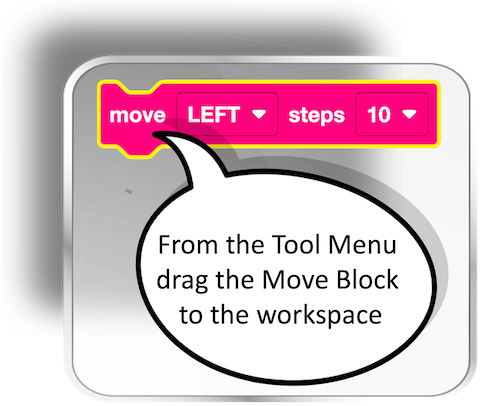 move LEFT steps 10
From the Tool Menu
drag the Move Block
to the workspace